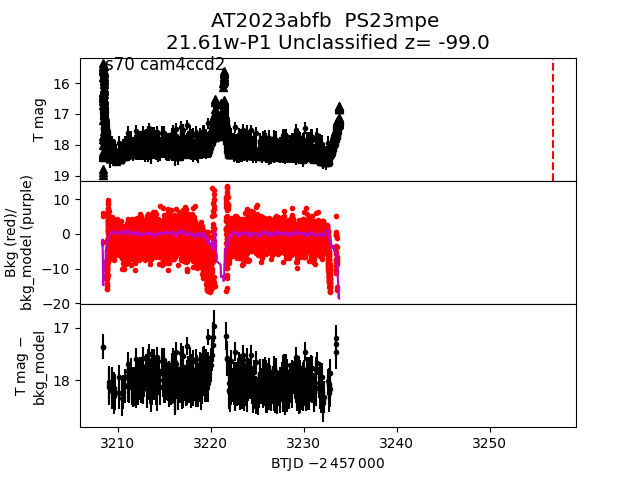 AT2023abfb PS23mpe
21.61w-P1 Unclassified z= -99.0
s70 cam4ccd2
T mag
16
17
18
19
Bkg (red)/
bkg_model (purple)
10
0
−10
−20
T mag −
bkg_model
17
18
3210
3220
3230
3240
3250
BTJD −2 457 000